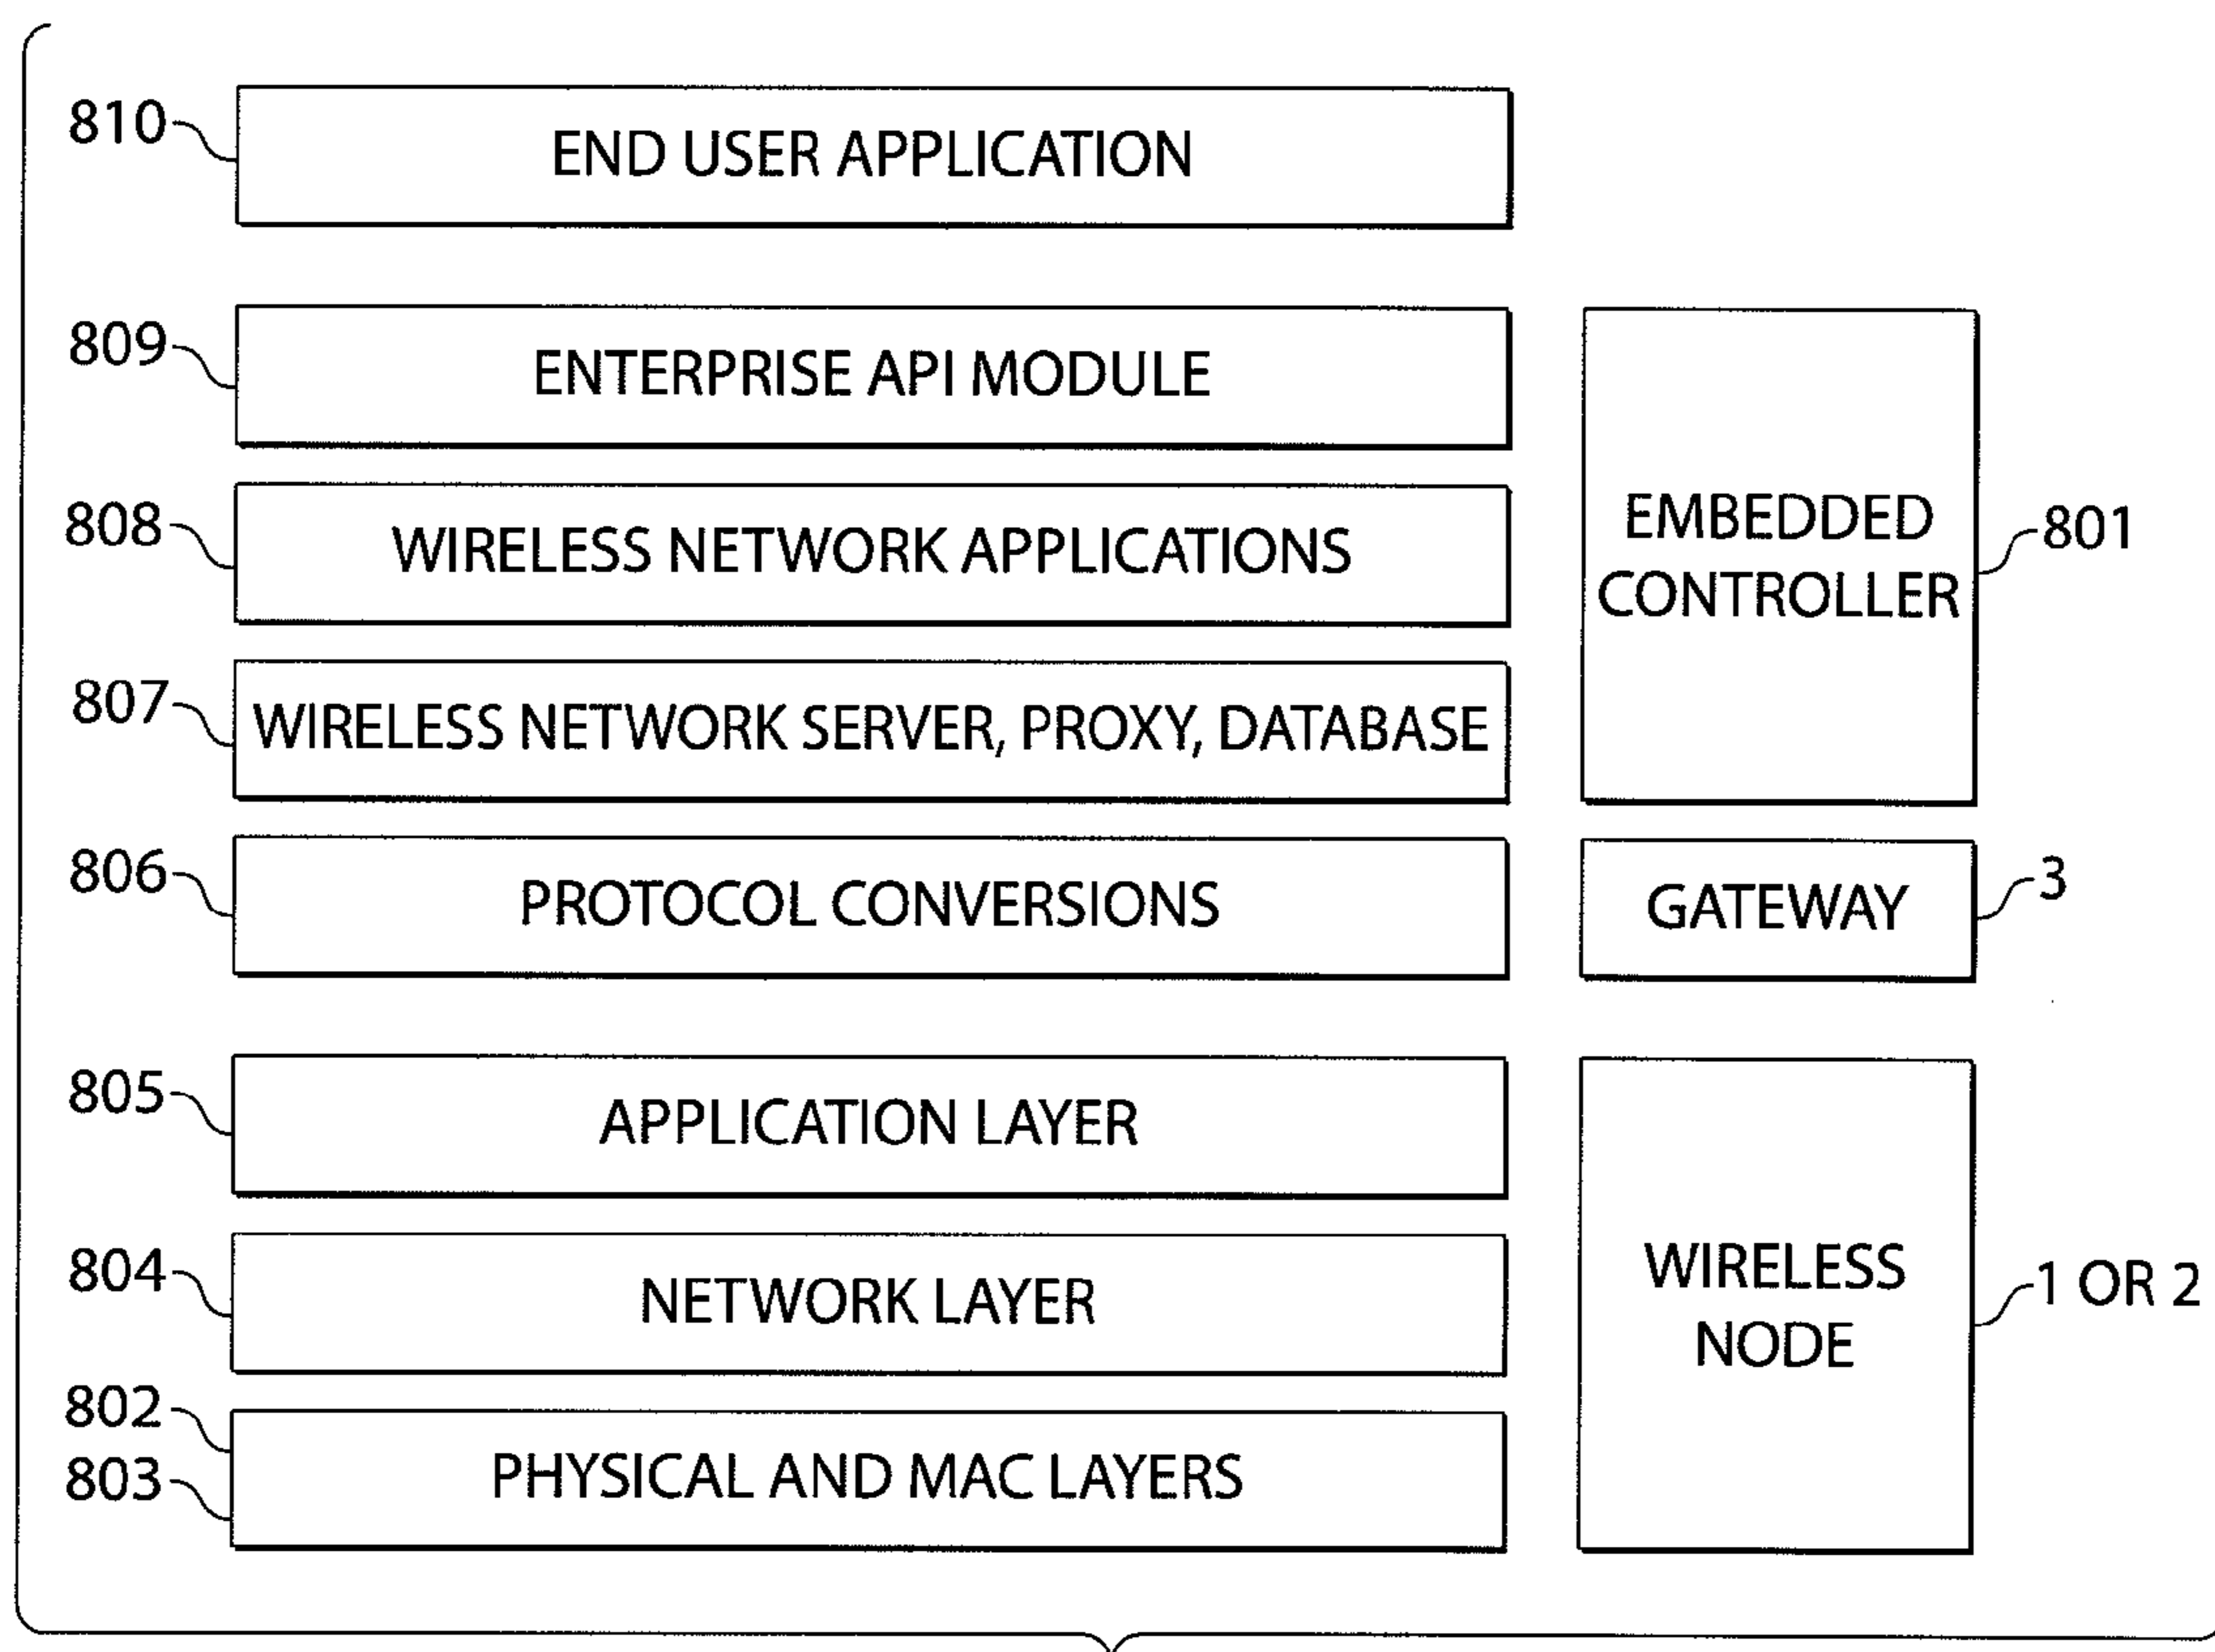 810
END USER APPLICATION
809
ENTERPRISE API MODULE
808
WIRELESS NETWORK APPLICATIONS
EMBEDDED
CONTROLLER
801
807
WIRELESS NETWORK SERVER, PROXY, DATABASE
806
PROTOCOL CONVERSIONS
GATEWAY
3
805
APPLICATION LAYER
804
NETWORK LAYER
WIRELESS
NODE
1 OR 2
802
803
PHYSICAL AND MAC LAYERS